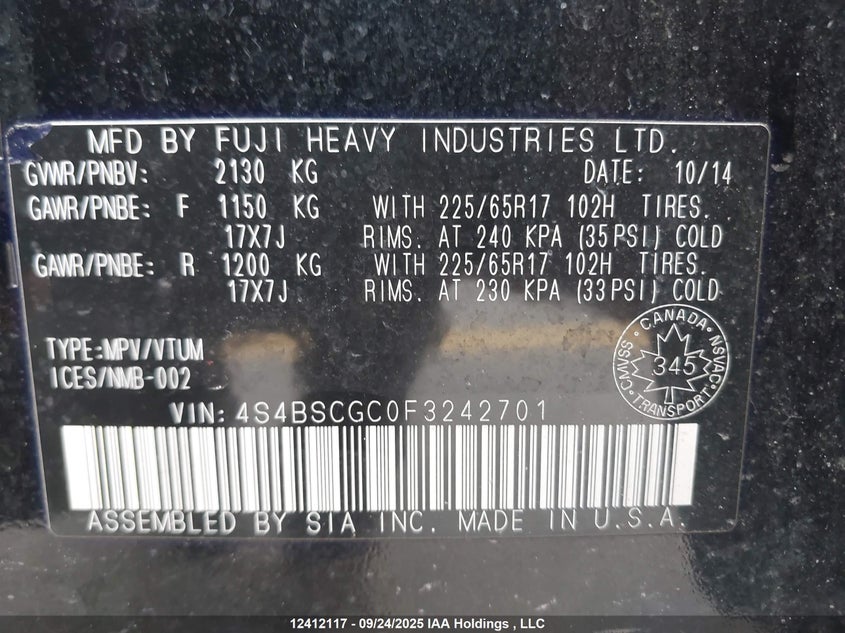 MFD BY FUJI HEAVY INDUSTRIES LTD.
GVWR/PNBV: 2130 KG DATE: 10/14
GAWR/PNBE: F 1150 KG WITH 225/65R17 102H TIRES.
17X7J RIMS. AT 240 KPA (35PSI) COLD
GAWR/PNBE: R 1200 KG WITH 225/65R17 102H TIRES.
17X7J RIMS. AT 230 KPA (33PSI) COLD
TYPE:MPV/VTUM
ICES/NMB-002
CANADA
CMVSS 345 NSVAC
TRANSPORT
VIN: 4S4BSCGC0F3242701
ASSEMBLED BY SIA INC. MADE IN U.S.A.
12412117 - 09/24/2025 IAA Holdings , LLC